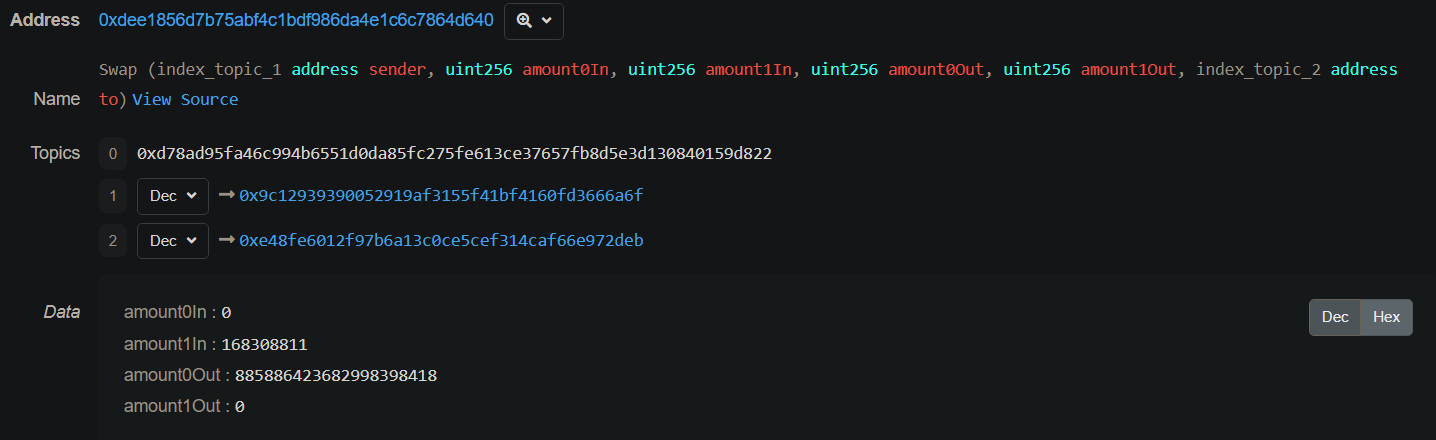 Address 0xdee1856d7b75abf4c1bdf986da4e1c6c7864d640
Swap (index_topic_1 address sender, uint256 amount0In, uint256 amount1In, uint256 amount0Out, uint256 amount1Out, index_topic_2 address
Name to) View Source
Topics 0 0xd78ad95fa46c994b6551d0da85fc275fe613ce37657fb8d5e3d130840159d822
1 Dec 0x9c12939390052919af3155f41bf4160fd3666a6f
2 Dec 0xe48fe6012f97b6a13c0ce5cef314caf66e972deb
Data amount0In : 0 Dec Hex
amount1In : 168308811
amount0Out : 885886423682998398418
amount1Out : 0